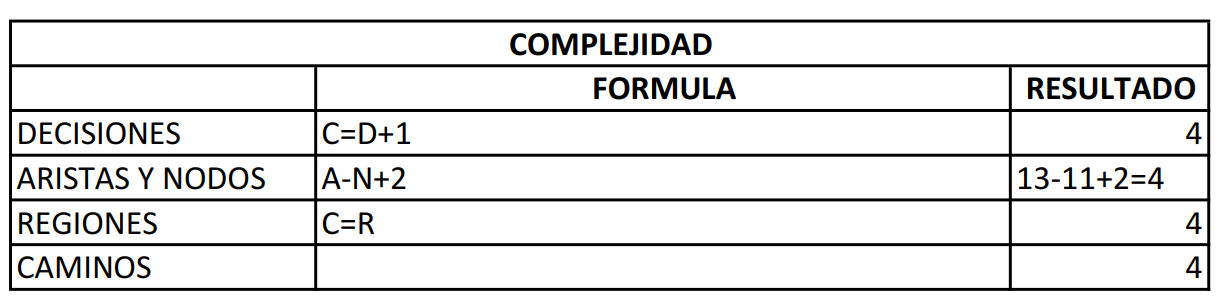 COMPLEJIDAD
FORMULA RESULTADO
DECISIONES C=D+1 4
ARISTAS Y NODOS A-N+2 13-11+2=4
REGIONES C=R 4
CAMINOS 4